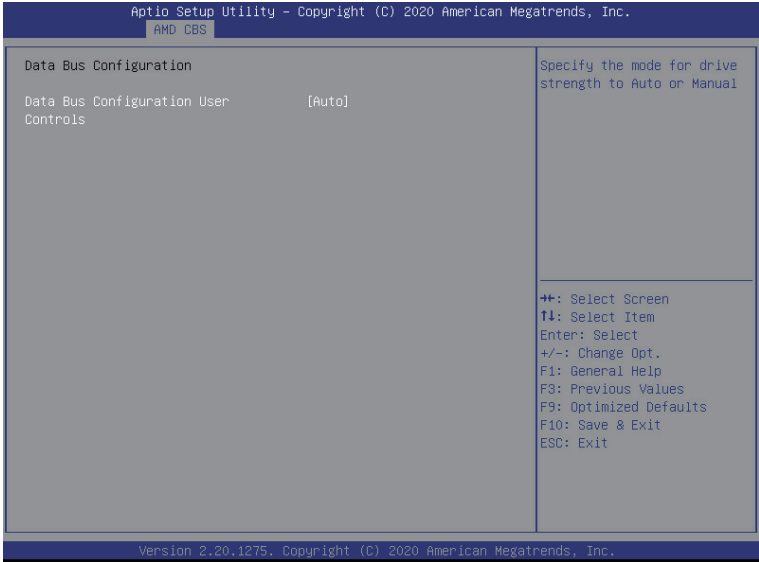 Aptio Setup Utility – Copyright (C) 2020 American Megatrends, Inc.
AMD CBS
Data Bus Configuration
Data Bus Configuration User [Auto]
Controls
Specify the mode for drive
strength to Auto or Manual
→←: Select Screen
↑↓: Select Item
Enter: Select
+/-: Change Opt.
F1: General Help
F3: Previous Values
F9: Optimized Defaults
F10: Save & Exit
ESC: Exit
Version 2.20.1275. Copyright (C) 2020 American Megatrends, Inc.